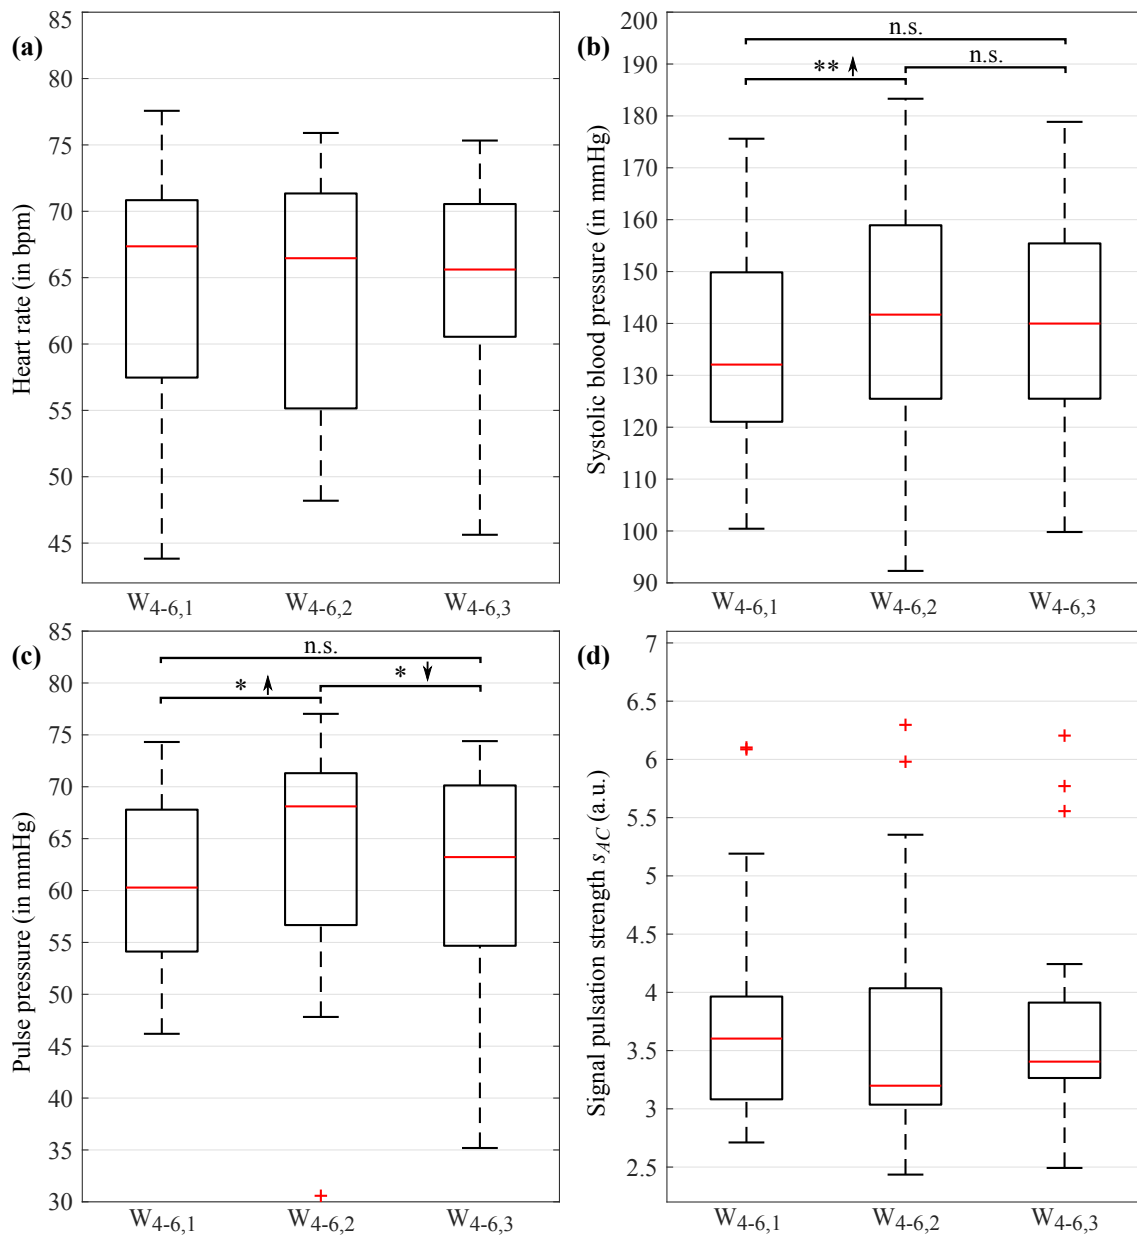 (a)
Heart rate (in bpm)
85
80
75
70
65
60
55
50
45
W4-6,1
W4-6,2
W4-6,3
(b)
Systolic blood pressure (in mmHg)
200
190
180
170
160
150
140
130
120
110
100
90
n.s.
**
n.s.
W4-6,1
W4-6,2
W4-6,3
(c)
Pulse pressure (in mmHg)
85
80
75
70
65
60
55
50
45
40
35
30
n.s.
*
*
W4-6,1
W4-6,2
W4-6,3
(d)
Signal pulsation strength sAC (a.u.)
7
6.5
6
5.5
5
4.5
4
3.5
3
2.5
W4-6,1
W4-6,2
W4-6,3